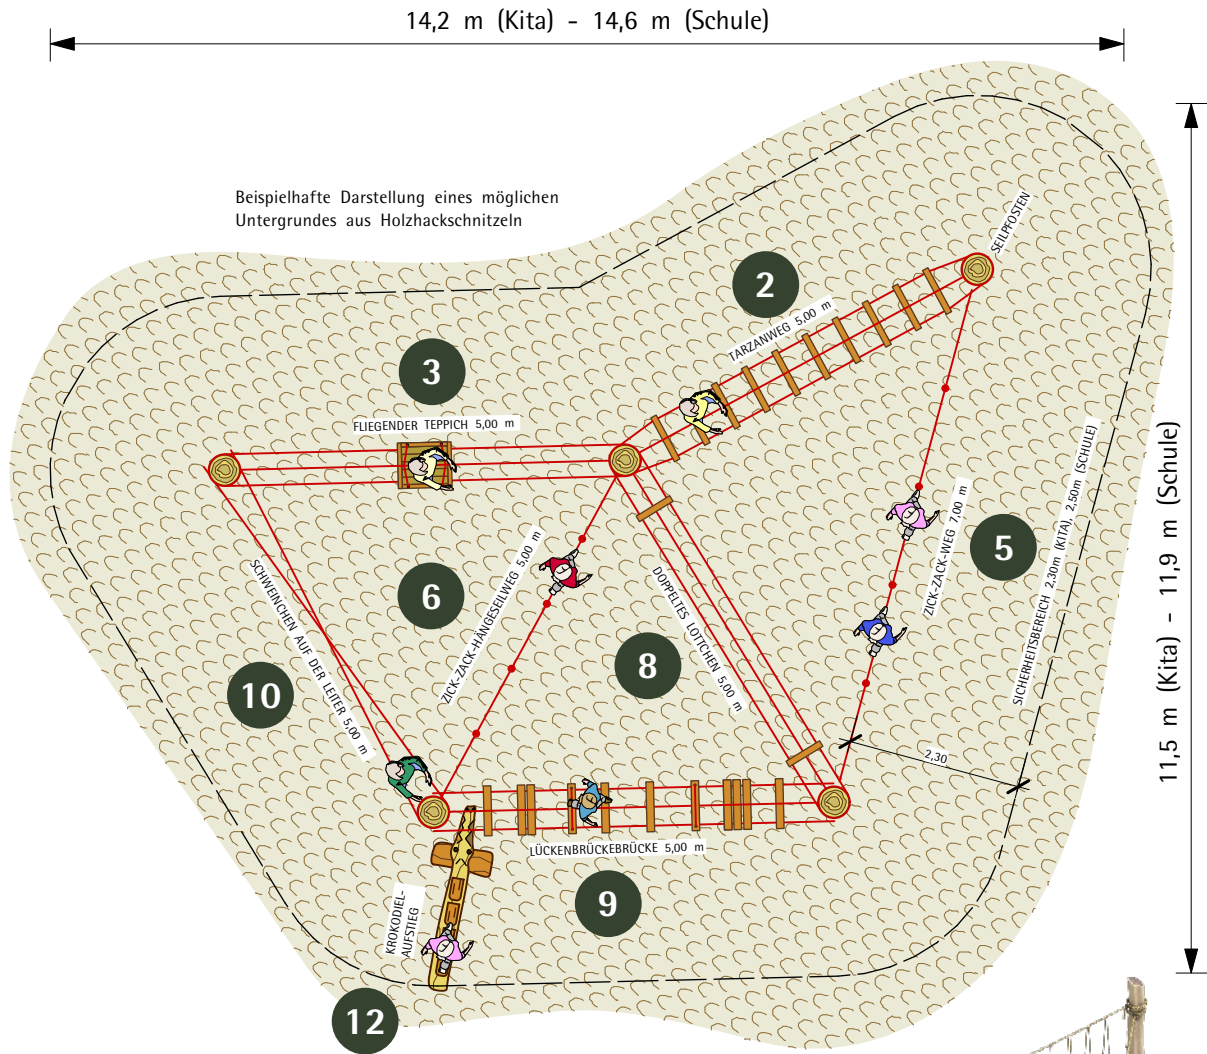 14,2 m (Kita) - 14,6 m (Schule)
Beispielhafte Darstellung eines möglichen
Untergrundes aus Holzhackschnitzeln
SEILPFOSTEN
2
TARZANWEG 5,00 m
3
FLIEGENDER TEPPICH 5,00 m
11,5 m (Kita) - 11,9 m (Schule)
SICHERHEITSBEREICH 2,30m (KITA), 2,50m (SCHULE)
ZICK-ZACK-WEG 7,00 m
5
ZICK-ZACK-HÄNGESEILWEG 5,00 m
6
SCHWEINCHEN AUF DER LEITER 5,00 m
DOPPELTES LOTTCHEN 5,00 m
8
10
2,30
LÜCKENBRÜCKEBRÜCKE 5,00 m
9
KROKODIEL-
AUFSTIEG
12